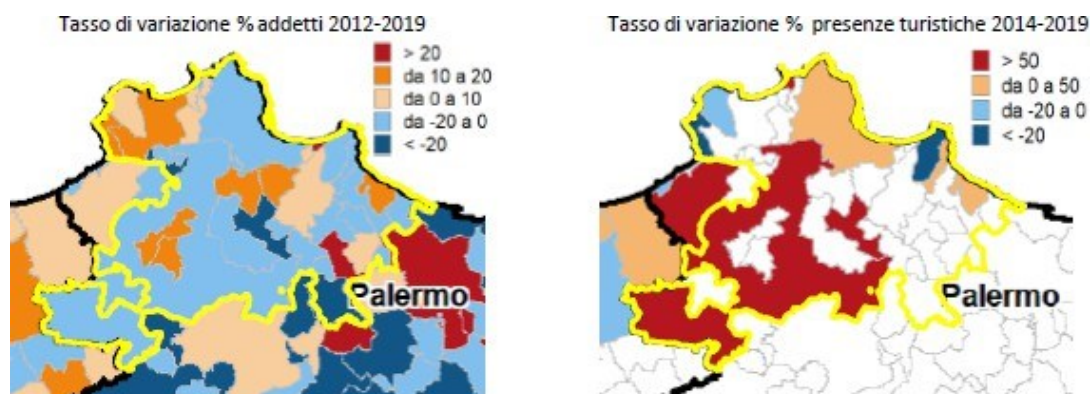 Tasso di variazione % addetti 2012-2019
> 20
da 10 a 20
da 0 a 10
da -20 a 0
< -20
Palermo
Tasso di variazione % presenze turistiche 2014-2019
> 50
da 0 a 50
da -20 a 0
< -20
Palermo